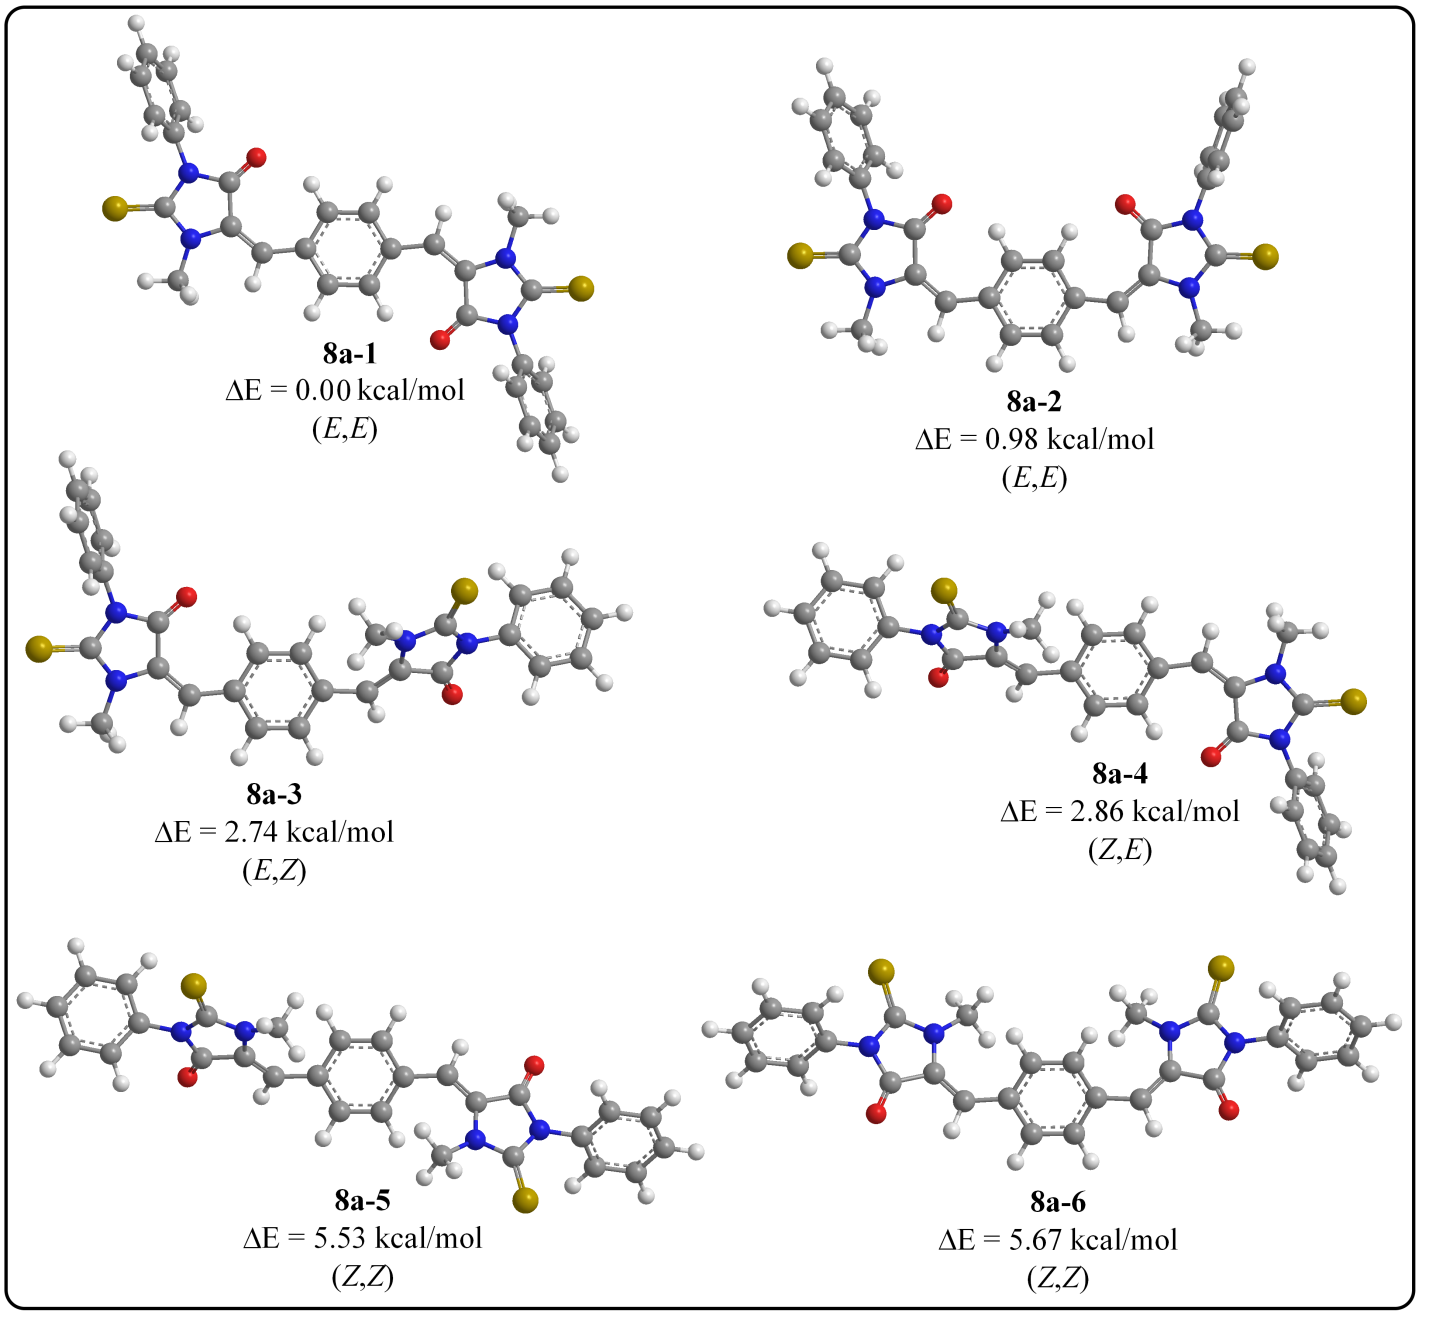 8a-1
ΔE = 0.00 kcal/mol
(E,E)
8a-2
ΔE = 0.98 kcal/mol
(E,E)
8a-3
ΔE = 2.74 kcal/mol
(E,Z)
8a-4
ΔE = 2.86 kcal/mol
(Z,E)
8a-5
ΔE = 5.53 kcal/mol
(Z,Z)
8a-6
ΔE = 5.67 kcal/mol
(Z,Z)